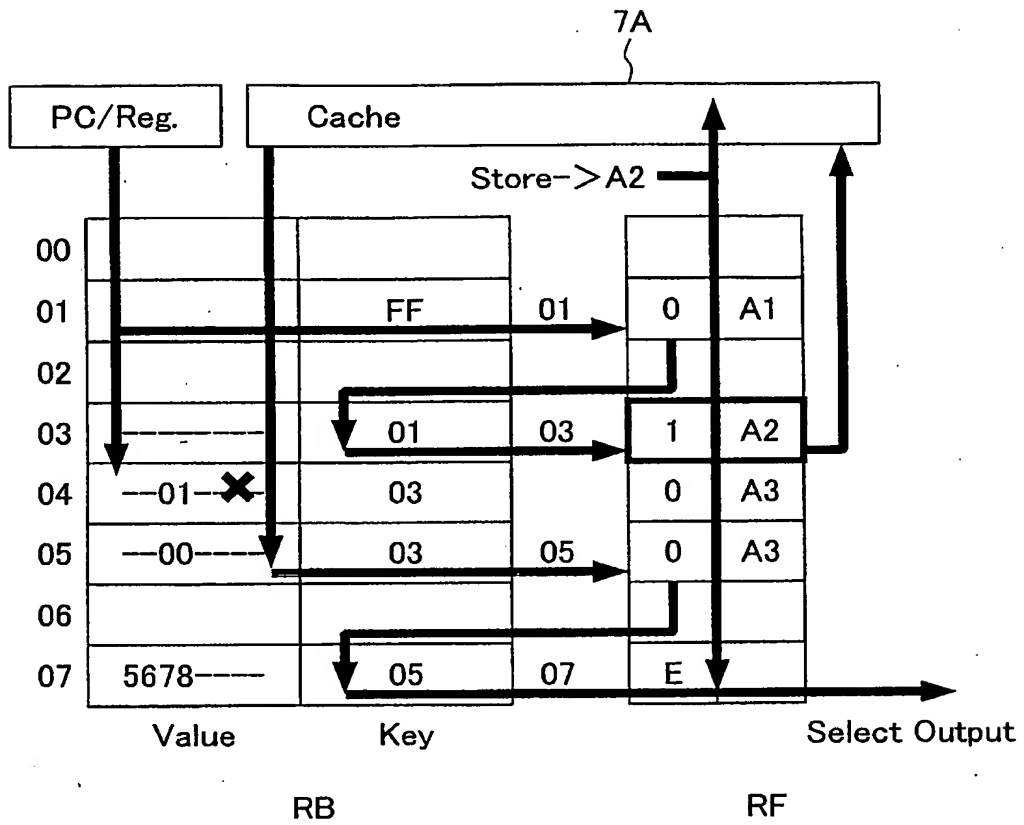 7A
PC/Reg. Cache
Store->A2
00
01 FF 01 0 A1
02
03 --------- 01 03 1 A2
04 --01----- 03 0 A3
05 --00----- 03 05 0 A3
06
07 5678---- 05 07 E
Value Key Select Output
RB RF